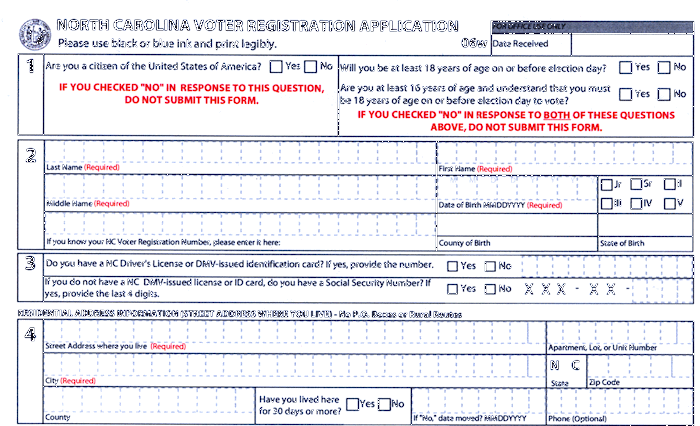 NORTH CAROLINA VOTER REGISTRATION APPLICATION
FOR OFFICE USE ONLY
Please use black or blue ink and print legibly.
06w
Date Received
1
Are you a citizen of the United States of America? Yes No
IF YOU CHECKED "NO" IN RESPONSE TO THIS QUESTION,
DO NOT SUBMIT THIS FORM.
Will you be at least 18 years of age on or before election day? Yes No
Are you at least 16 years of age and understand that you must
be 18 years of age on or before election day to vote? Yes No
IF YOU CHECKED "NO" IN RESPONSE TO BOTH OF THESE QUESTIONS
ABOVE, DO NOT SUBMIT THIS FORM.
2
Last Name (Required)
First Name (Required)
Jr Sr II
Middle Name (Required)
Date of Birth MMDDYYYY (Required)
III IV V
If you know your NC Voter Registration Number, please enter it here:
County of Birth
State of Birth
3
Do you have a NC Driver's License or DMV-issued identification card? If yes, provide the number. Yes No
If you do not have a NC DMV-issued license or ID card, do you have a Social Security Number? If
yes, provide the last 4 digits. Yes No X X X - X X -
RESIDENTIAL ADDRESS INFORMATION (STREET ADDRESS WHERE YOU LIVE) - No P.O. Boxes or Rural Routes
4
Street Address where you live (Required)
Apartment, Lot, or Unit Number
City (Required)
N C
State
Zip Code
County
Have you lived here
for 30 days or more? Yes No
If "No," date moved? MMDDYYYY
Phone (Optional)